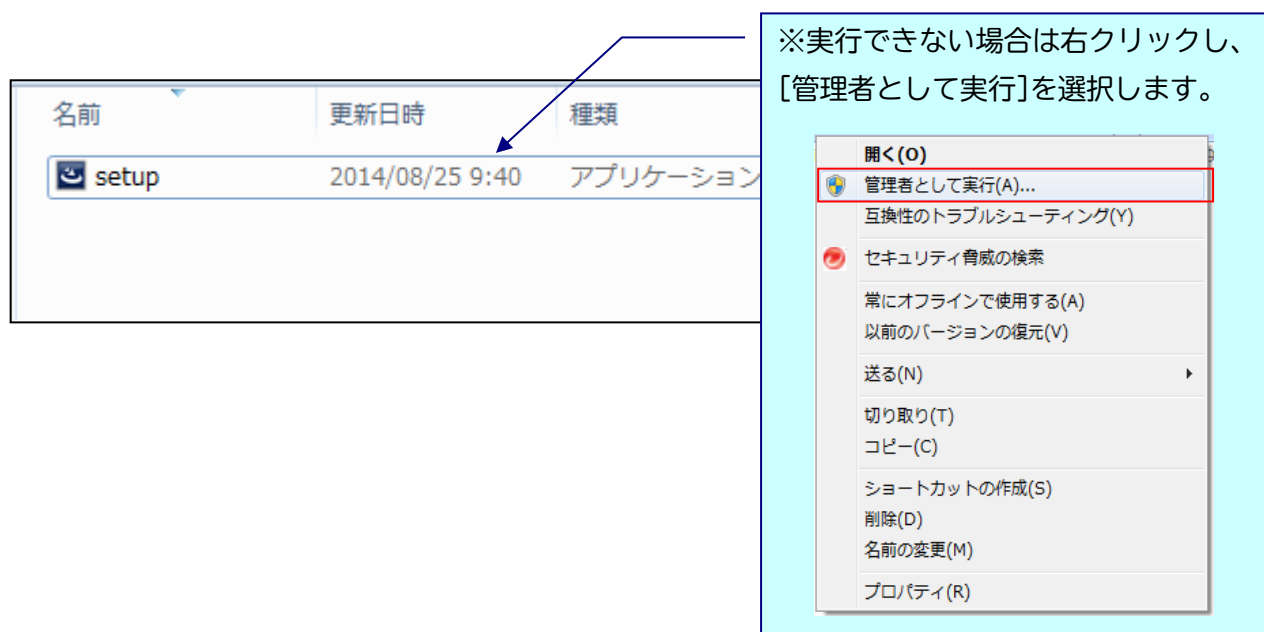 名前 更新日時 種類
setup 2014/08/25 9:40 アプリケーション
※実行できない場合は右クリックし、
[管理者として実行]を選択します。
開く(O)
管理者として実行(A)...
互換性のトラブルシューティング(Y)
セキュリティ脅威の検索
常にオフラインで使用する(A)
以前のバージョンの復元(V)
送る(N)
切り取り(T)
コピー(C)
ショートカットの作成(S)
削除(D)
名前の変更(M)
プロパティ(R)